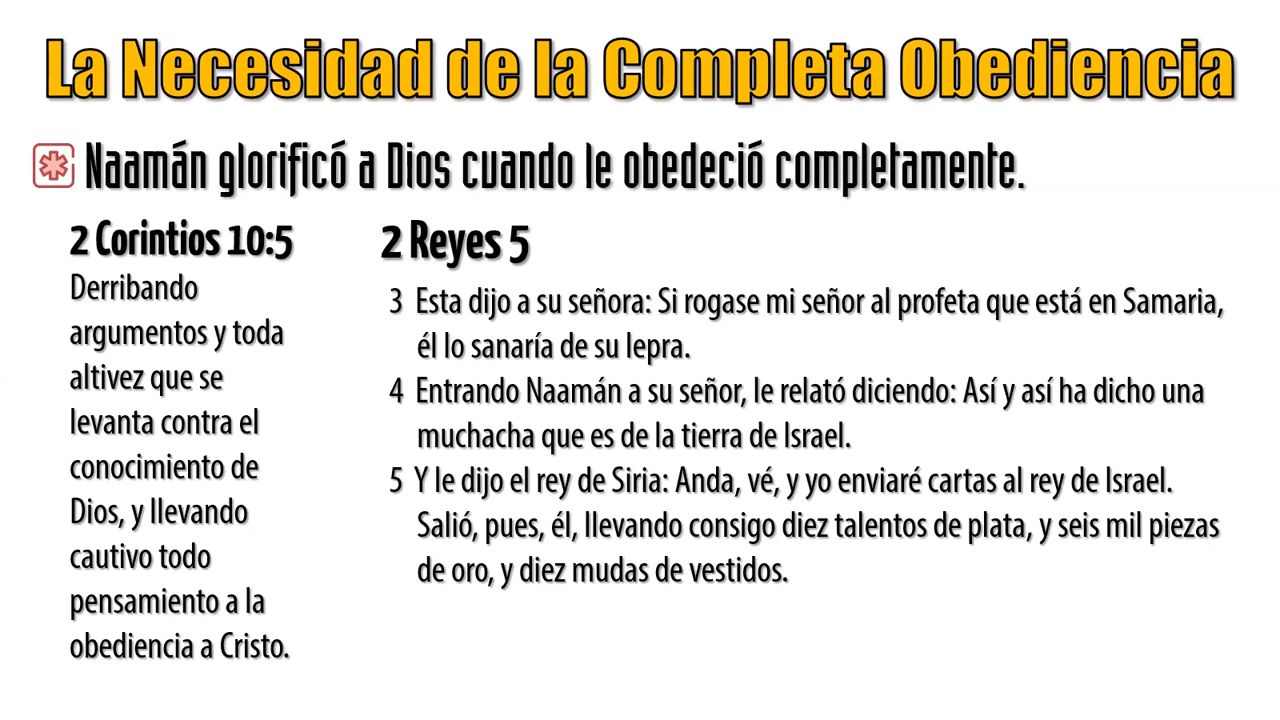 La Necesidad de la Completa Obediencia
Naamán glorificó a Dios cuando le obedeció completamente.
2 Corintios 10:5
Derribando
argumentos y toda
altivez que se
levanta contra el
conocimiento de
Dios, y llevando
cautivo todo
pensamiento a la
obediencia a Cristo.
2 Reyes 5
3 Esta dijo a su señora: Si rogase mi señor al profeta que está en Samaria,
él lo sanaría de su lepra.
4 Entrando Naamán a su señor, le relató diciendo: Así y así ha dicho una
muchacha que es de la tierra de Israel.
5 Y le dijo el rey de Siria: Anda, vé, y yo enviaré cartas al rey de Israel.
Salió, pues, él, llevando consigo diez talentos de plata, y seis mil piezas
de oro, y diez mudas de vestidos.